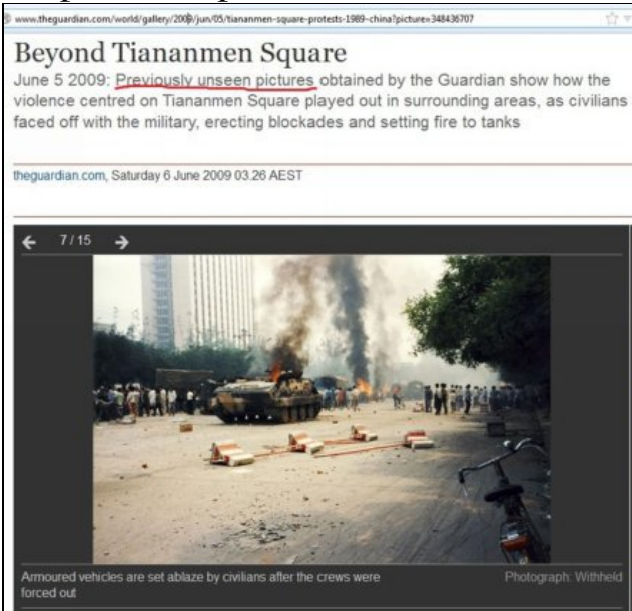 www.theguardian.com/world/gallery/2009/jun/05/tiananmen-square-protests-1989-china?picture=348436707
Beyond Tiananmen Square
June 5 2009: Previously unseen pictures obtained by the Guardian show how the
violence centred on Tiananmen Square played out in surrounding areas, as civilians
faced off with the military, erecting blockades and setting fire to tanks
theguardian.com, Saturday 6 June 2009 03.26 AEST
7 / 15
Armoured vehicles are set ablaze by civilians after the crews were
forced out
Photograph: Withheld